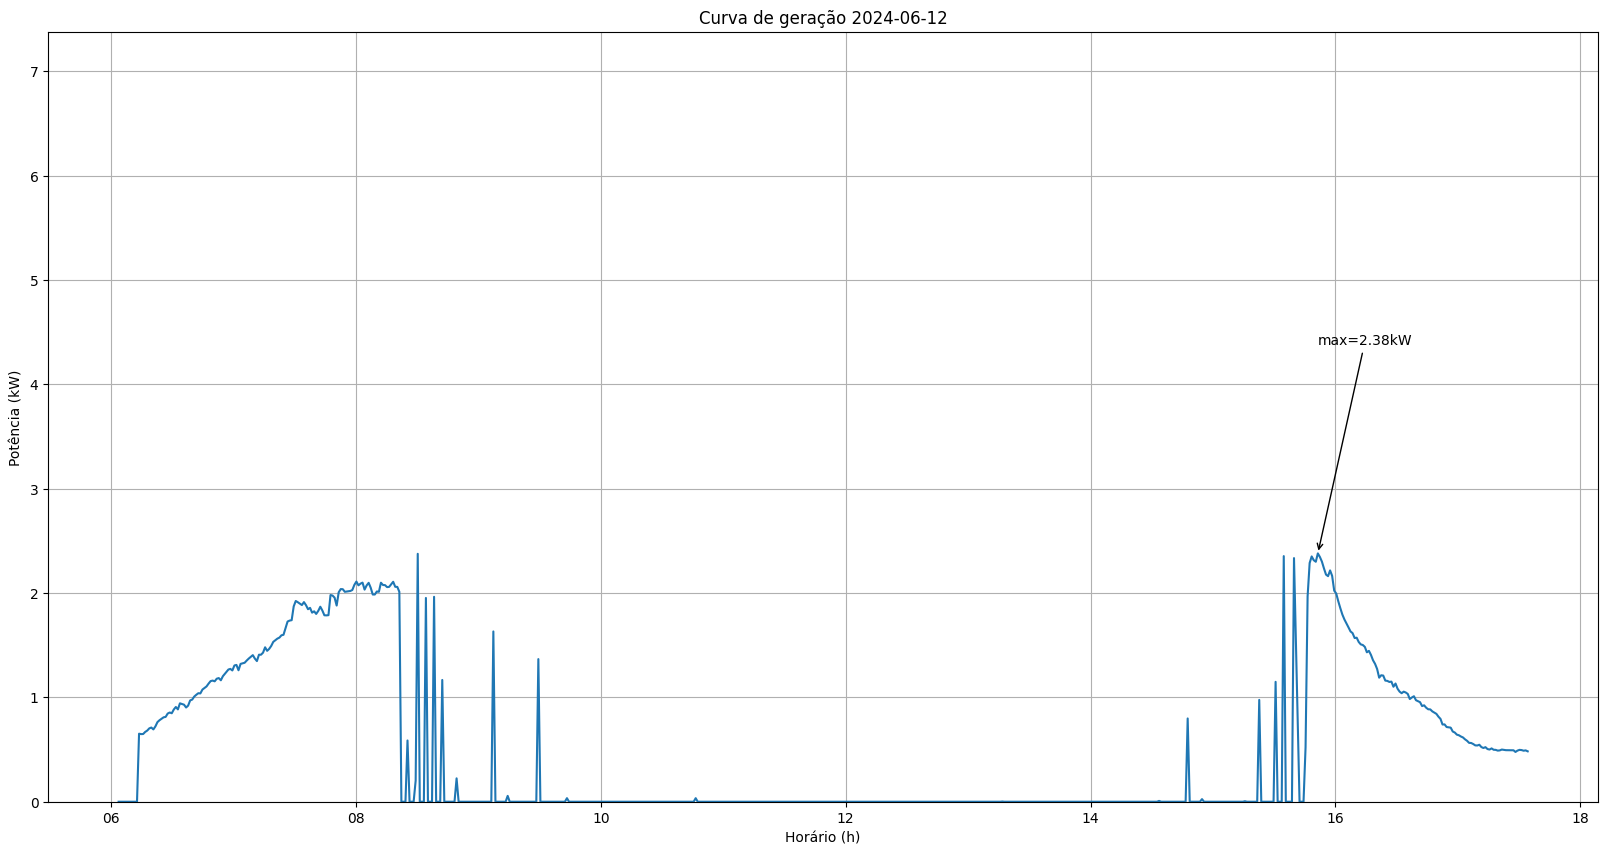 Curva de geração 2024-06-12
7
6
5
4
3
2
1
0
Potência (kW)
max=2.38kW
06 08 10 12 14 16 18
Horário (h)